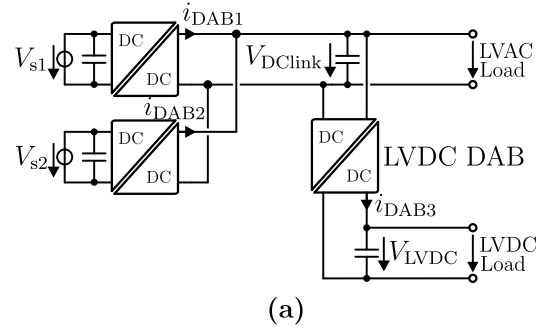 i_DAB1
V_s1
DC
DC
V_DClink
LVAC
Load
i_DAB2
V_s2
DC
DC
DC
DC
LVDC DAB
i_DAB3
V_LVDC
LVDC
Load
(a)